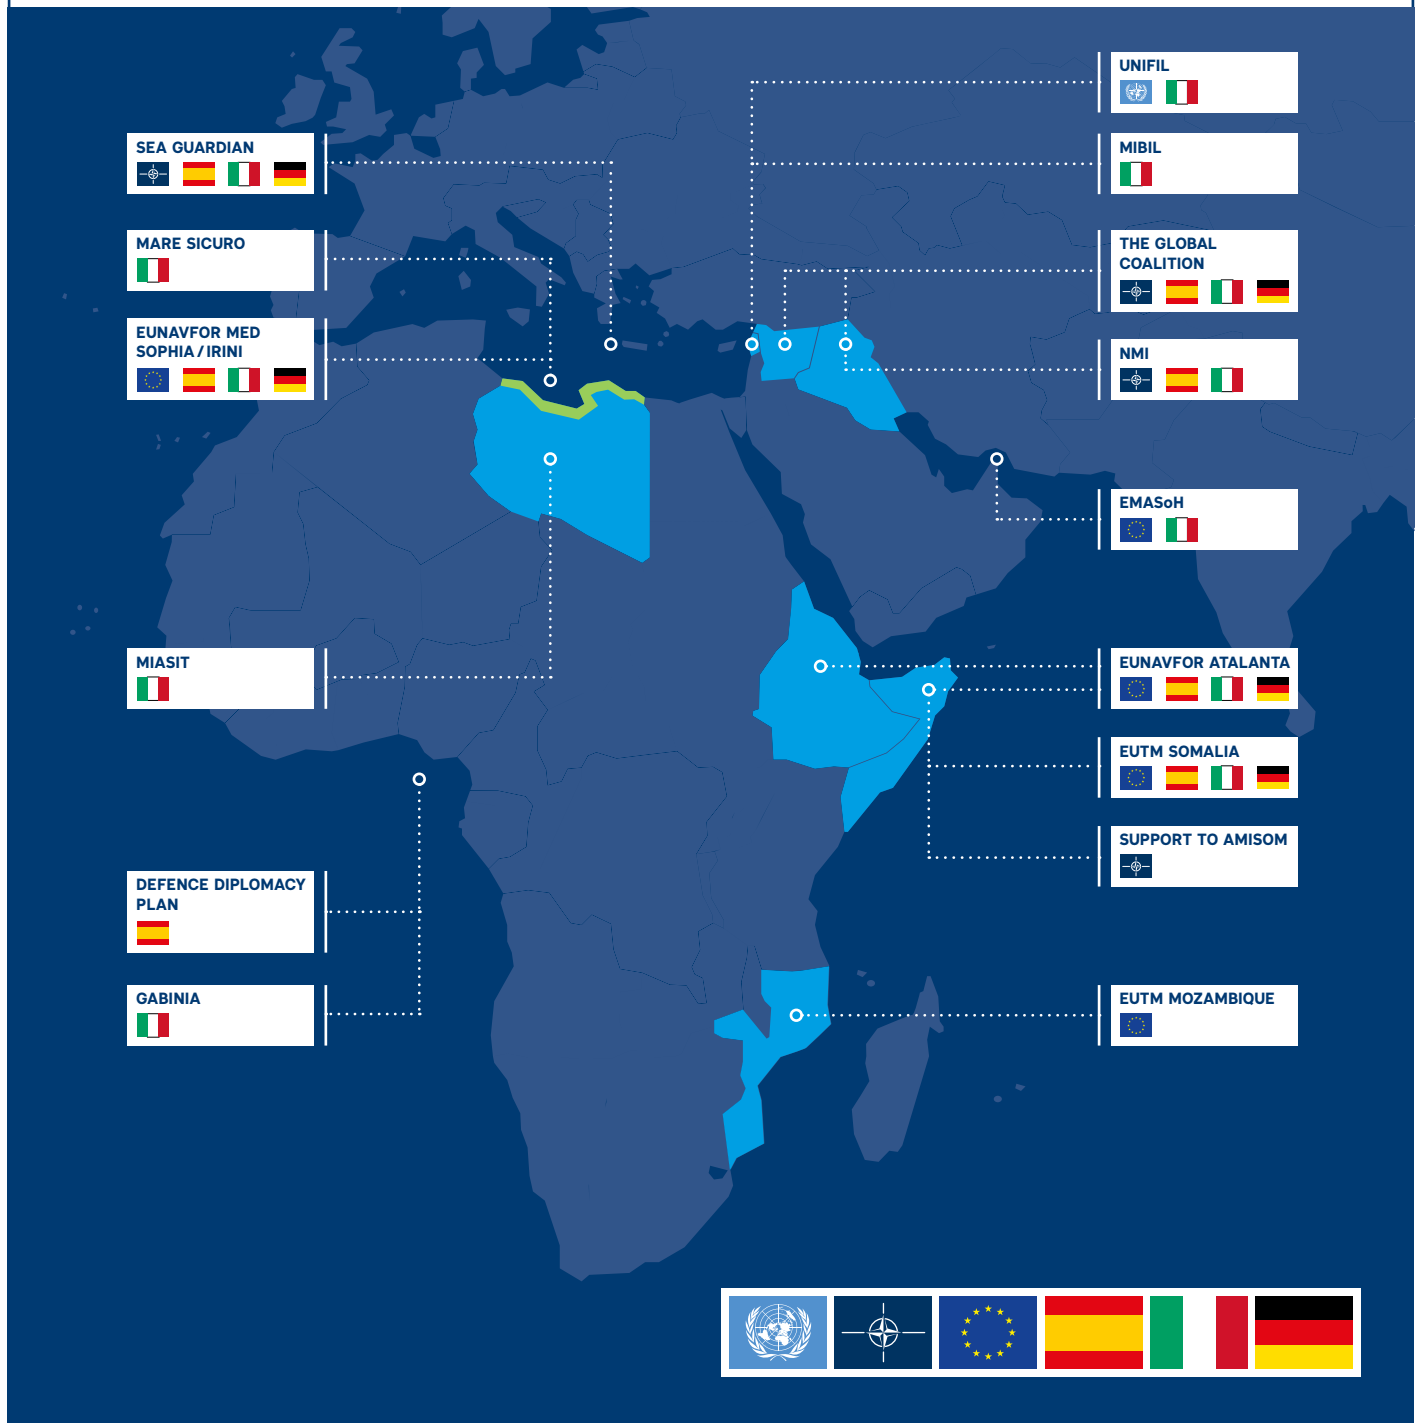 SEA GUARDIAN
MARE SICURO
EUNAVFOR MED
SOPHIA / IRINI
MIASIT
DEFENCE DIPLOMACY
PLAN
GABINIA
UNIFIL
MIBIL
THE GLOBAL
COALITION
NMI
EMASoH
EUNAVFOR ATALANTA
EUTM SOMALIA
SUPPORT TO AMISOM
EUTM MOZAMBIQUE